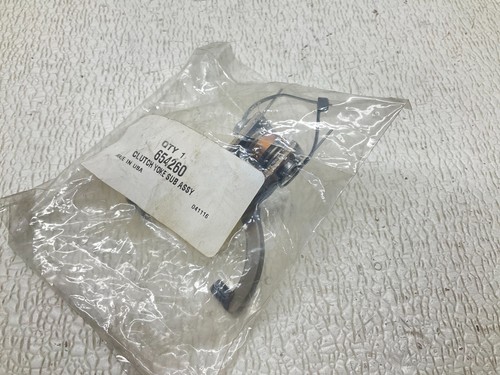 QTY 1
654260
CLUTCH YOKE SUB ASSY
MADE IN USA
041116